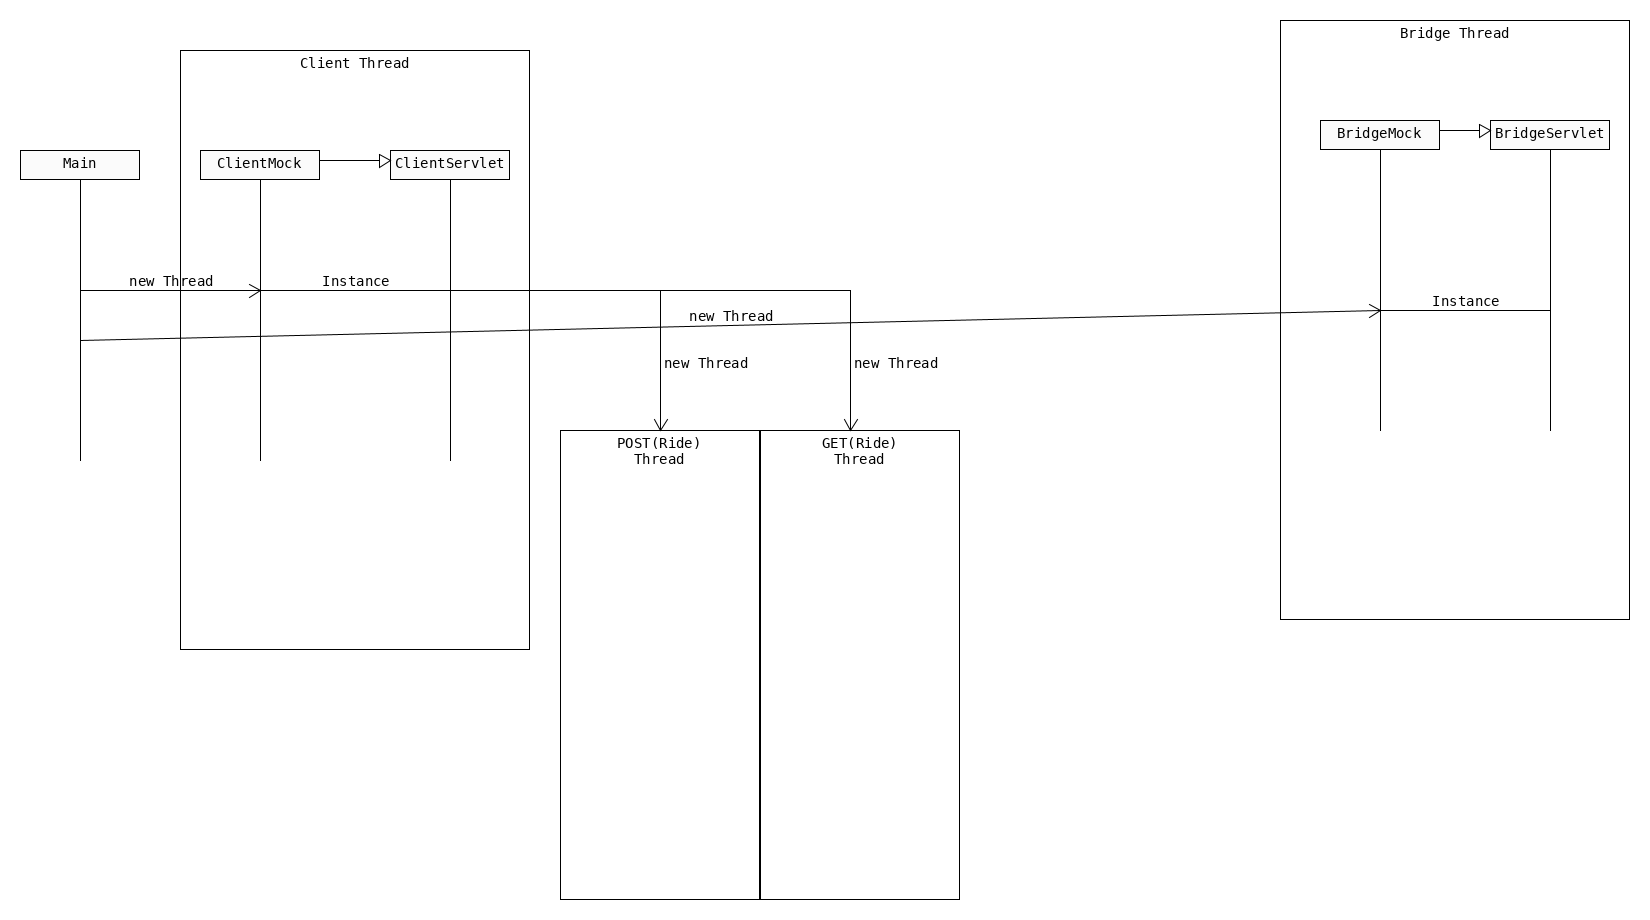 Bridge Thread
Client Thread
BridgeMock
BridgeServlet
Main
ClientMock
ClientServlet
new Thread
Instance
Instance
new Thread
new Thread
new Thread
POST(Ride)
Thread
GET(Ride)
Thread